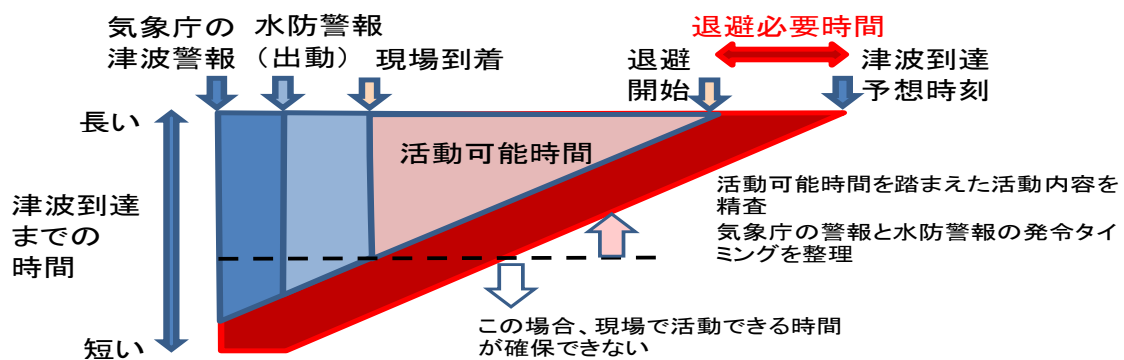 気象庁の
津波警報
水防警報
（出動）
現場到着
退避必要時間
退避
開始
津波到達
予想時刻
長い
活動可能時間
津波到達
までの
時間
活動可能時間を踏まえた活動内容を
精査
気象庁の警報と水防警報の発令タイ
ミングを整理
この場合、現場で活動できる時間
が確保できない
短い